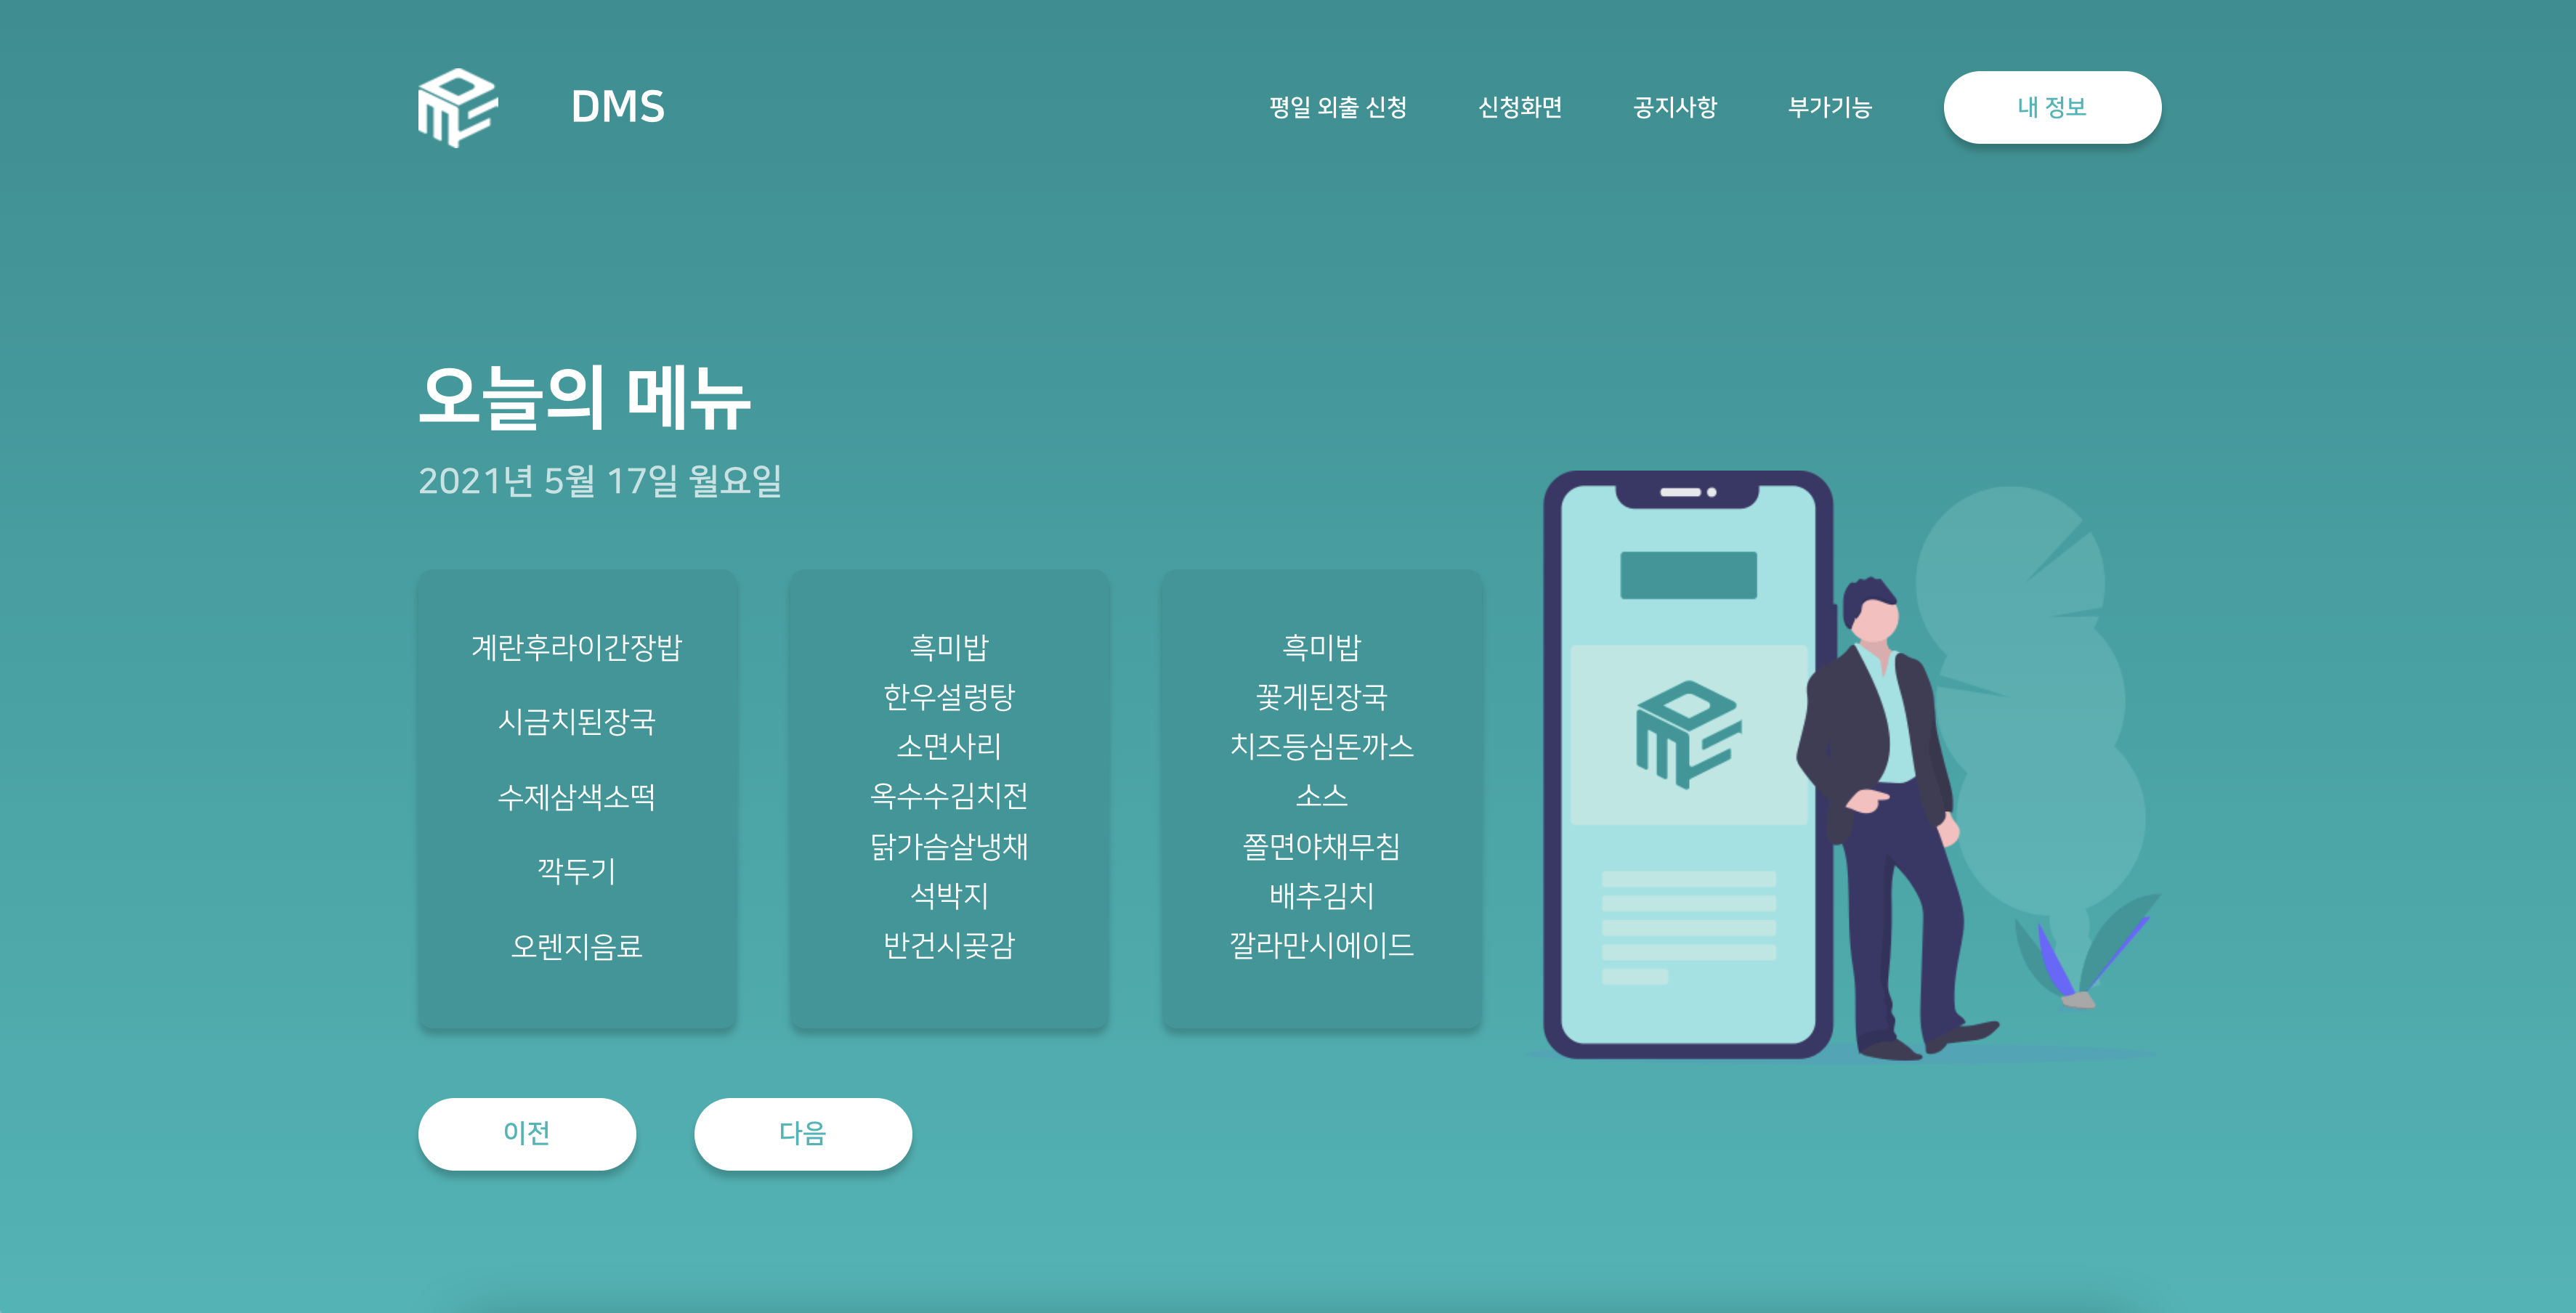 DMS
평일 외출 신청
신청화면
공지사항
부가기능
내 정보
오늘의 메뉴
2021년 5월 17일 월요일
계란후라이간장밥
시금치된장국
수제삼색소떡
깍두기
오렌지음료
흑미밥
한우설렁탕
소면사리
옥수수김치전
닭가슴살냉채
석박지
반건시곶감
흑미밥
꽃게된장국
치즈등심돈까스
소스
쫄면야채무침
배추김치
깔라만시에이드
이전
다음